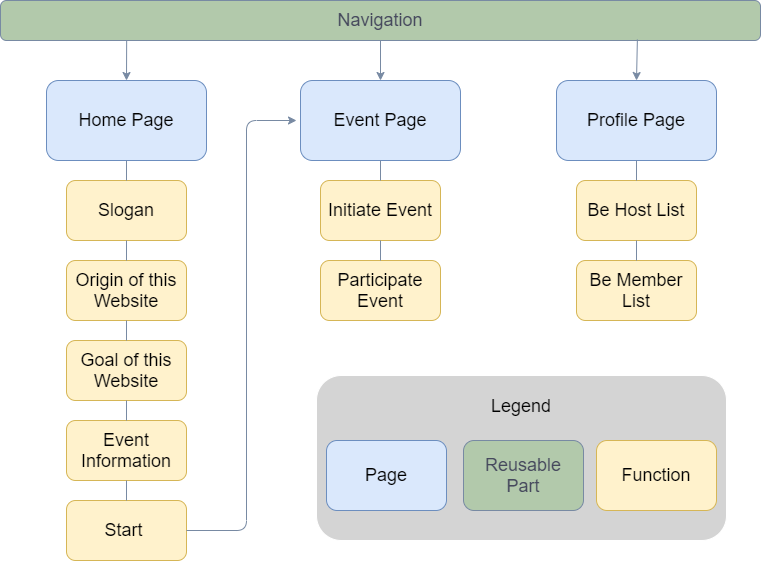 Navigation
Home Page
Event Page
Profile Page
Slogan
Initiate Event
Be Host List
Origin of this
Website
Participate
Event
Be Member
List
Goal of this
Website
Event
Information
Start
Legend
Page
Reusable
Part
Function